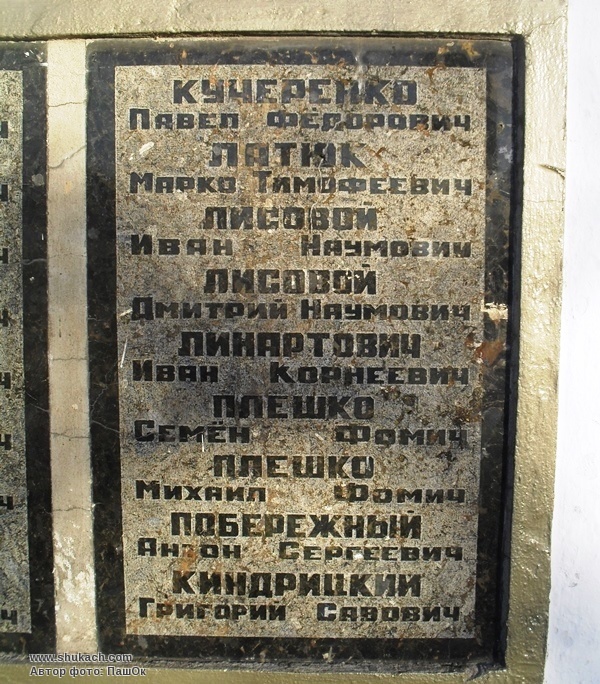 КУЧЕРЕНКО
Павел Фёдорович
ЛАТЮК
Марко Тимофеевич
ЛИСОВОЙ
Иван Наумович
ЛИСОВОЙ
Дмитрий Наумович
ЛИНАРТОВИЧ
Иван Корнеевич
ПЛЕШКО
Семён Фомич
ПЛЕШКО
Михаил Фомич
ПОБЕРЕЖНЫЙ
Антон Сергеевич
КИНДРИЦКИЙ
Григорий Савович
www.shukach.com
Автор фото: ПашОк